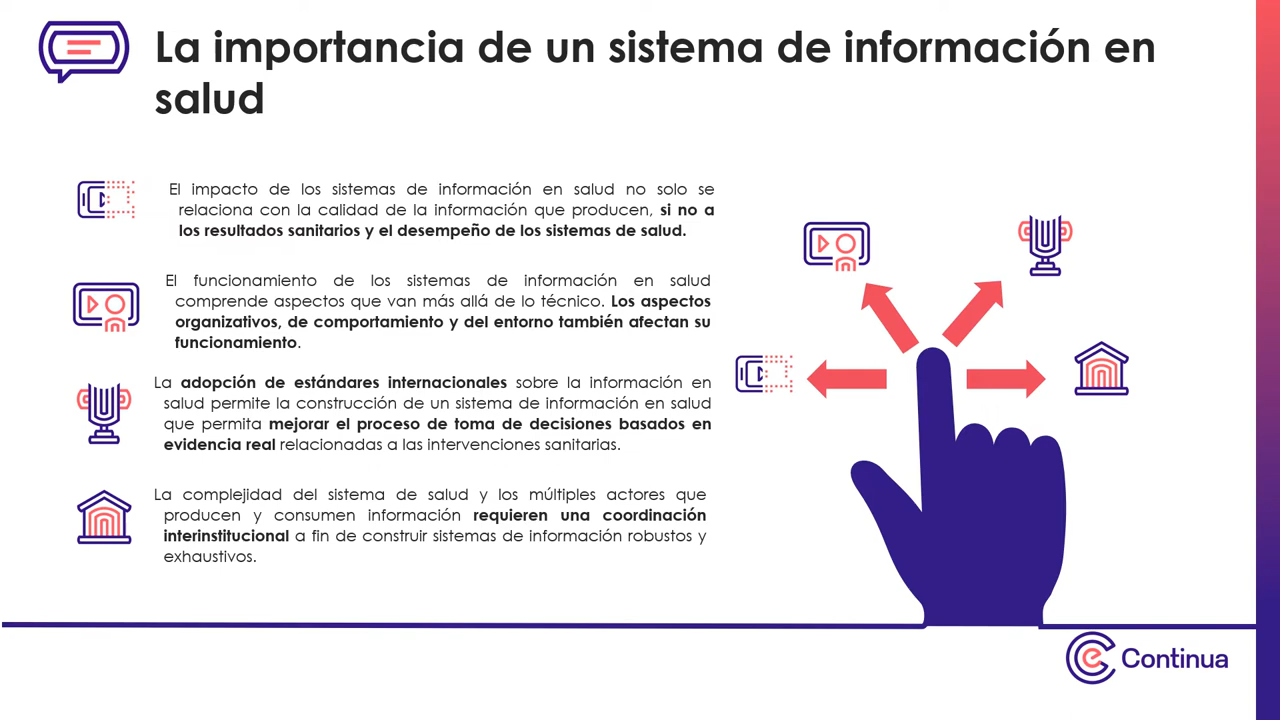 La importancia de un sistema de información en
salud
El impacto de los sistemas de información en salud no solo se
relaciona con la calidad de la información que producen, si no a
los resultados sanitarios y el desempeño de los sistemas de salud.
El funcionamiento de los sistemas de información en salud
comprende aspectos que van más allá de lo técnico. Los aspectos
organizativos, de comportamiento y del entorno también afectan su
funcionamiento.
La adopción de estándares internacionales sobre la información en
salud permite la construcción de un sistema de información en salud
que permita mejorar el proceso de toma de decisiones basados en
evidencia real relacionadas a las intervenciones sanitarias.
La complejidad del sistema de salud y los múltiples actores que
producen y consumen información requieren una coordinación
interinstitucional a fin de construir sistemas de información robustos y
exhaustivos.
Continua